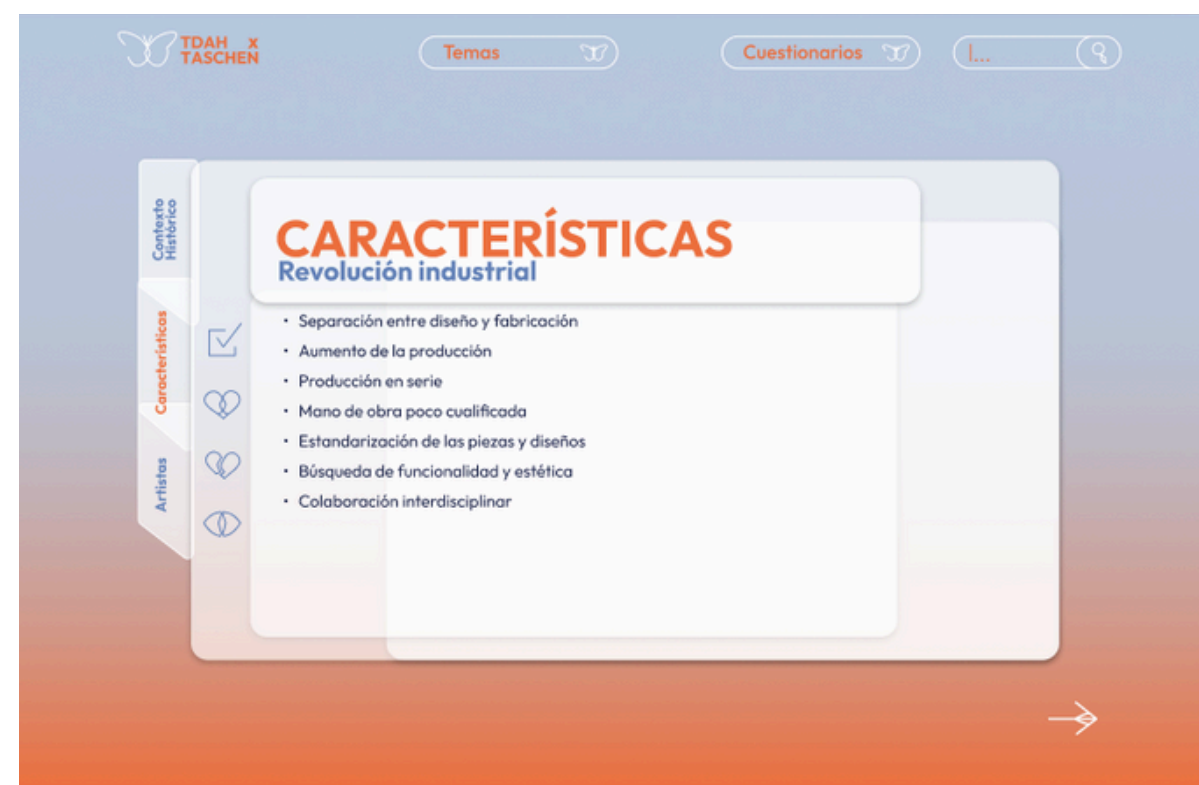 TDAH x
TASCHEN
Temas
Cuestionarios
|...
Contexto
Histórico
Características
Artistas
CARACTERÍSTICAS
Revolución industrial
• Separación entre diseño y fabricación
• Aumento de la producción
• Producción en serie
• Mano de obra poco cualificada
• Estandarización de las piezas y diseños
• Búsqueda de funcionalidad y estética
• Colaboración interdisciplinar